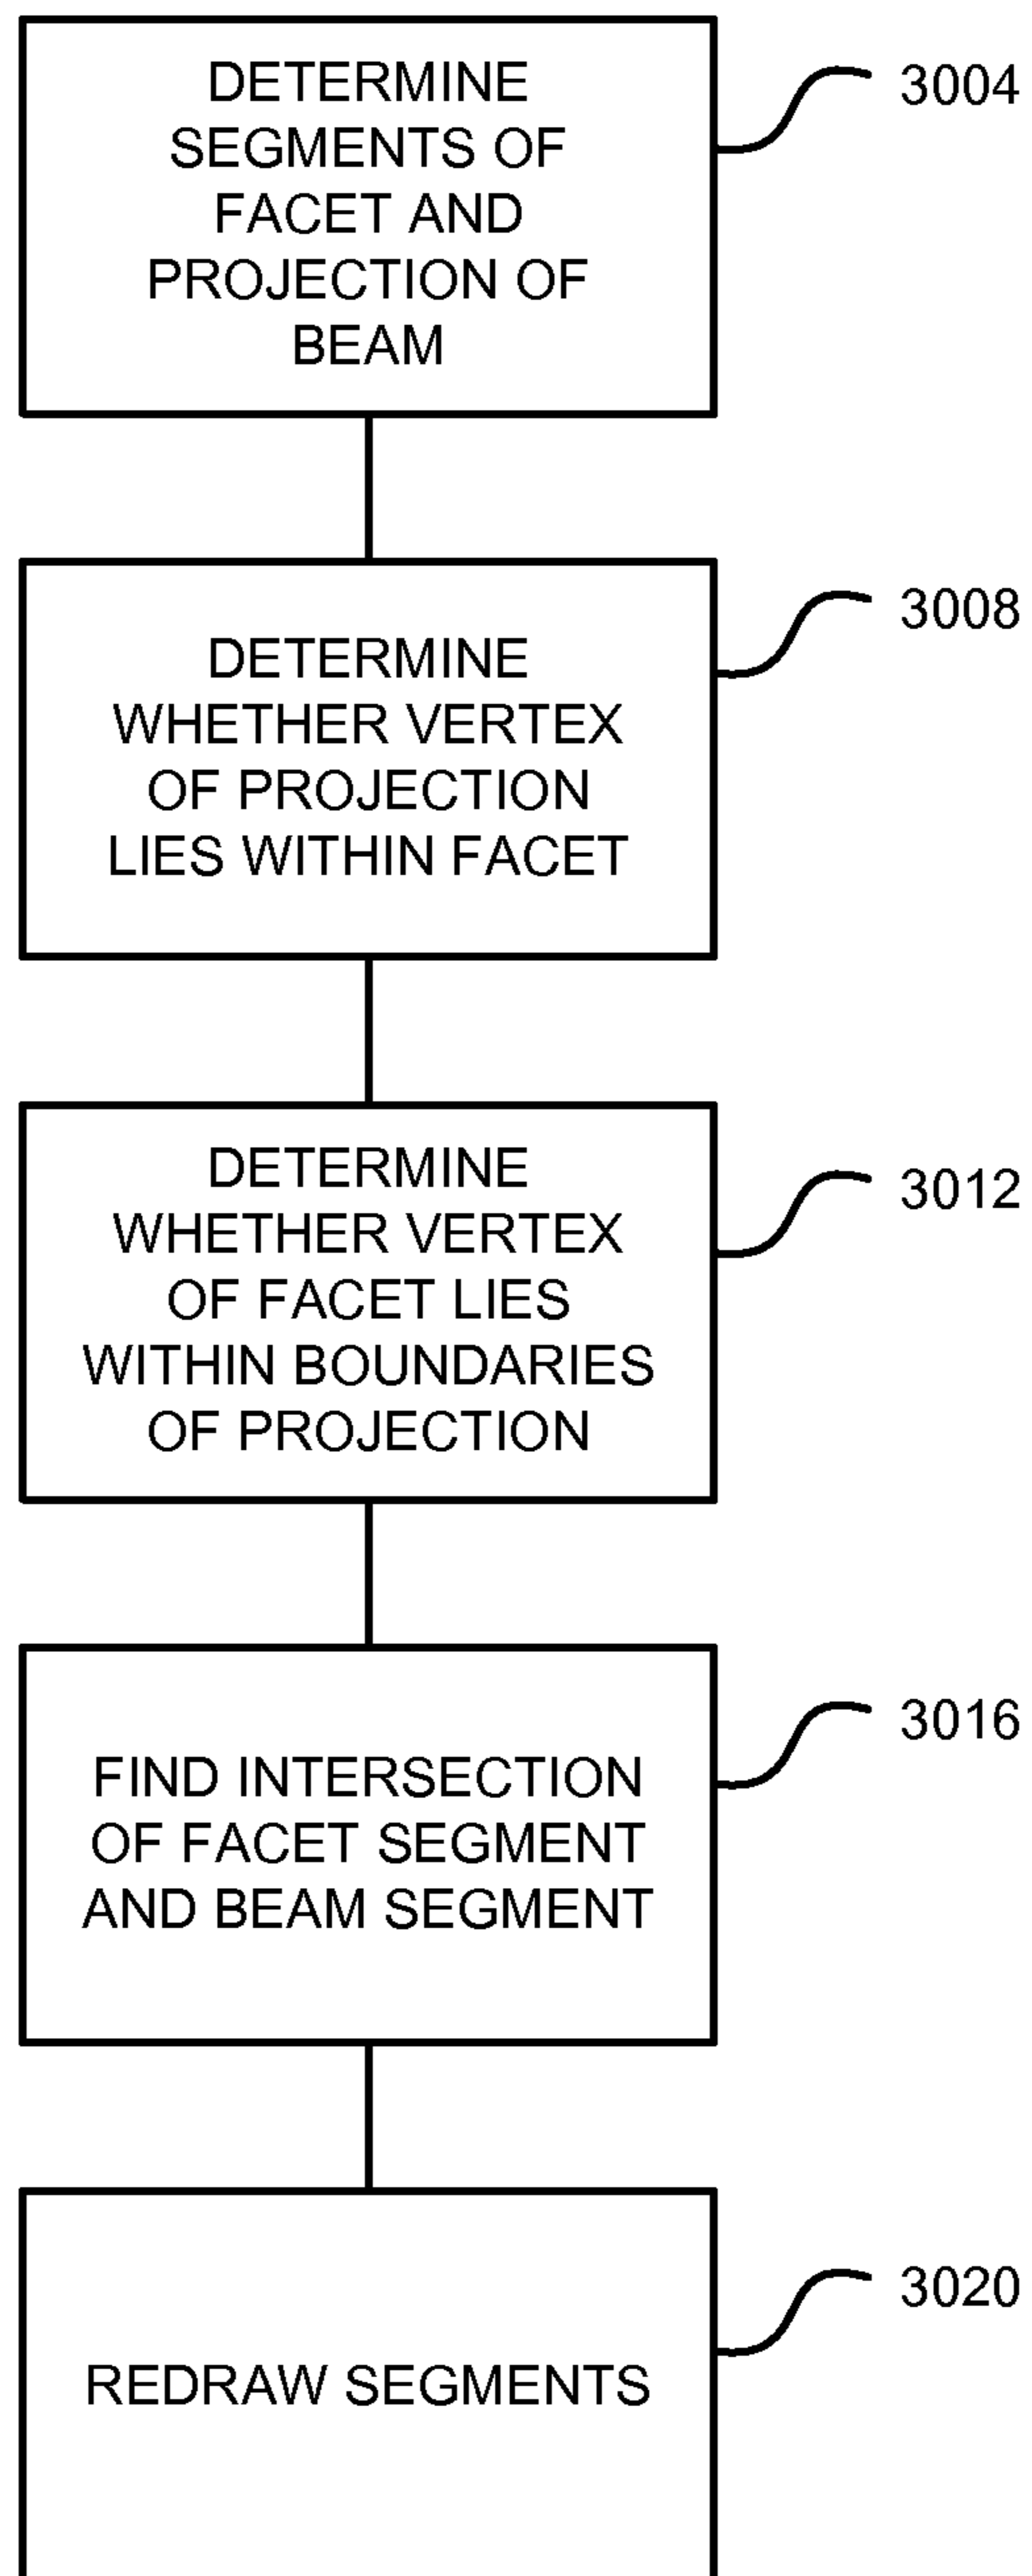 DETERMINE
SEGMENTS OF
FACET AND
PROJECTION OF
BEAM
3004
DETERMINE
WHETHER VERTEX
OF PROJECTION
LIES WITHIN FACET
3008
DETERMINE
WHETHER VERTEX
OF FACET LIES
WITHIN BOUNDARIES
OF PROJECTION
3012
FIND INTERSECTION
OF FACET SEGMENT
AND BEAM SEGMENT
3016
REDRAW SEGMENTS
3020